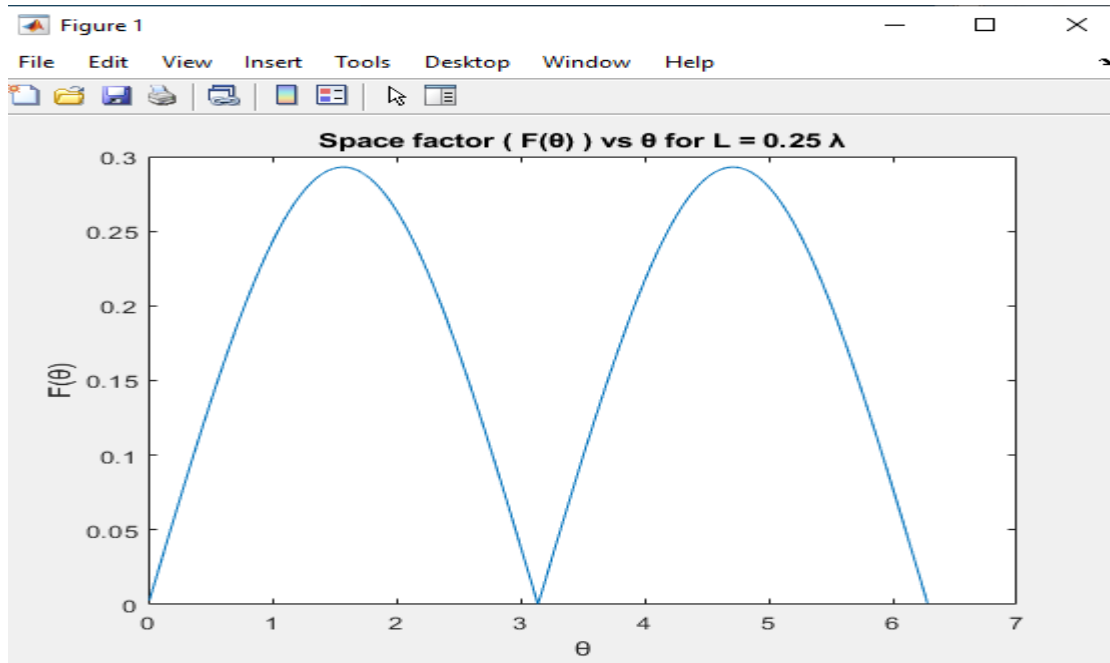 Figure 1
File Edit View Insert Tools Desktop Window Help
Space factor ( F(θ) ) vs θ for L = 0.25 λ
0.3
0.25
0.2
0.15
0.1
0.05
0
F(θ)
0 1 2 3 4 5 6 7
θ